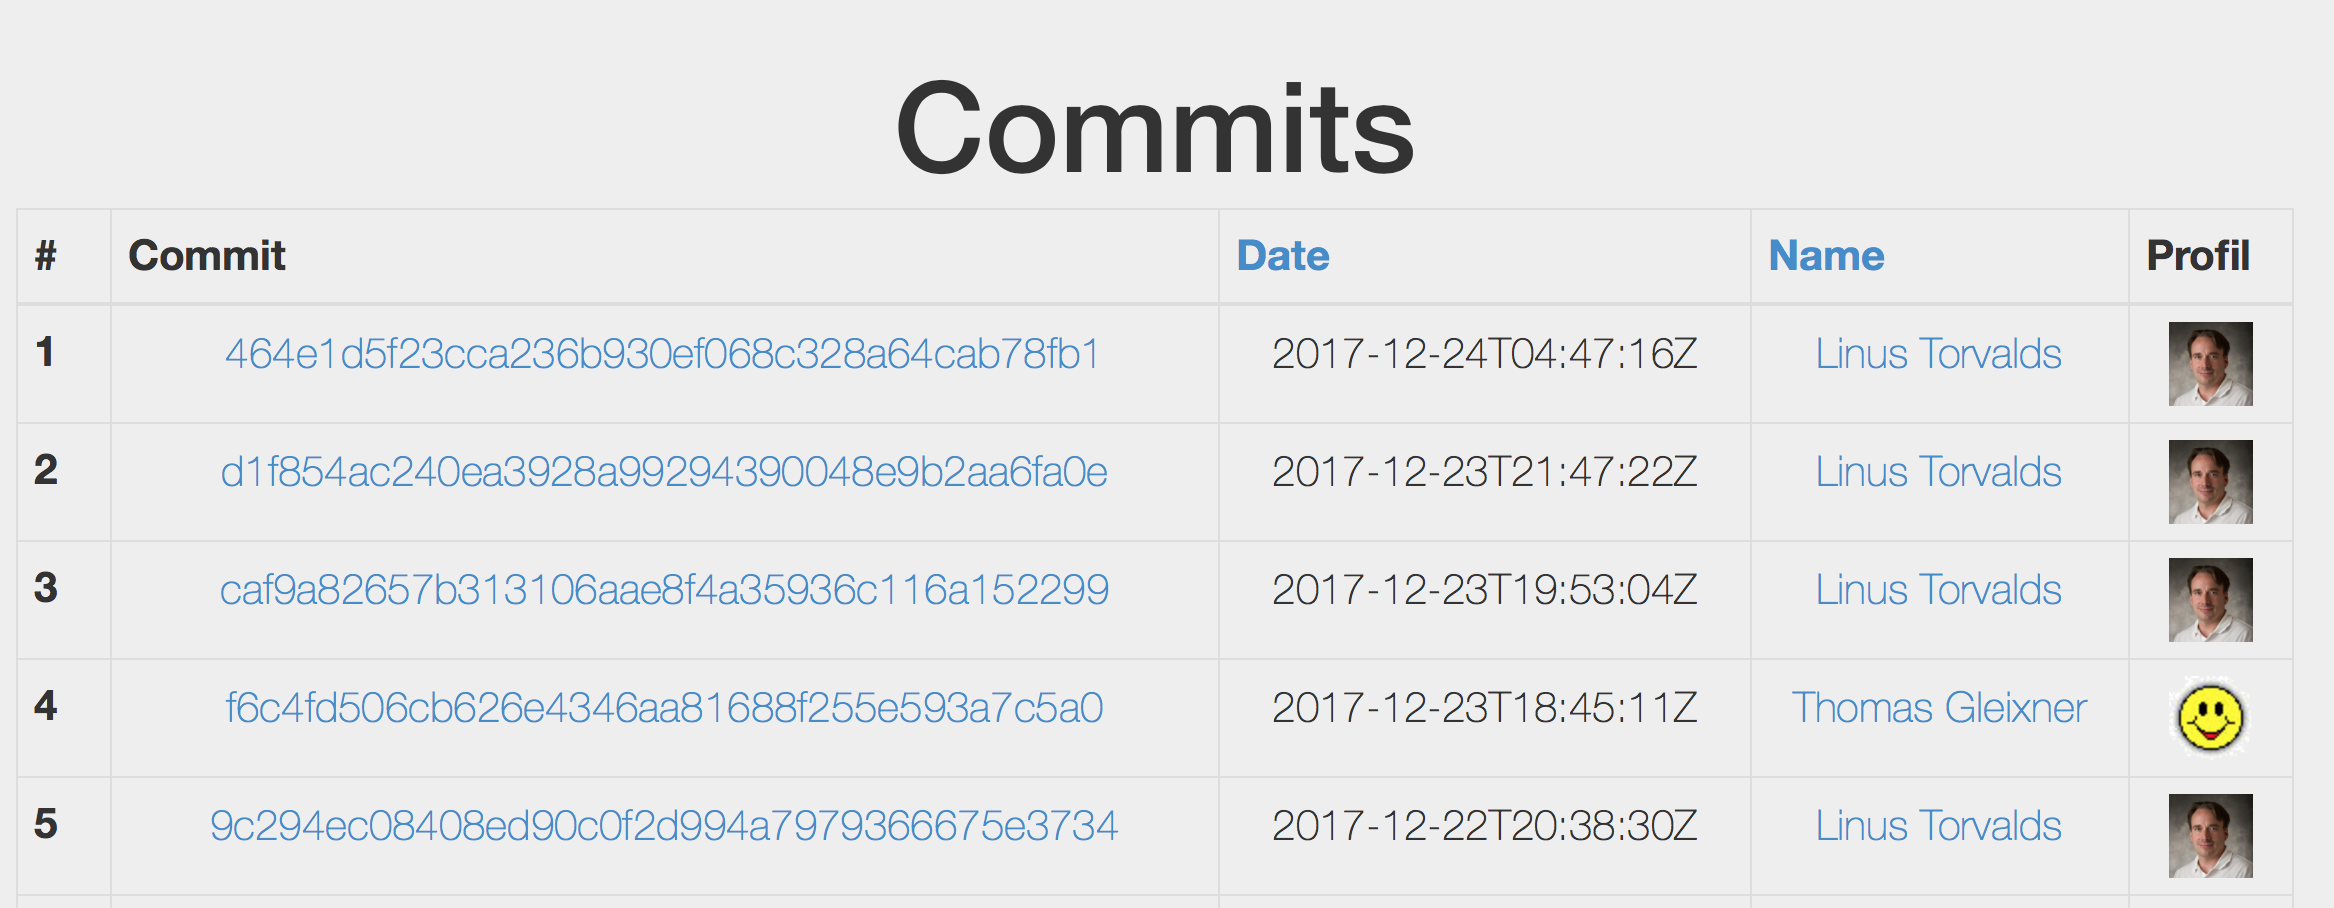 Commits
# Commit Date Name Profil
1 464e1d5f23cca236b930ef068c328a64cab78fb1 2017-12-24T04:47:16Z Linus Torvalds
2 d1f854ac240ea3928a99294390048e9b2aa6fa0e 2017-12-23T21:47:22Z Linus Torvalds
3 caf9a82657b313106aae8f4a35936c116a152299 2017-12-23T19:53:04Z Linus Torvalds
4 f6c4fd506cb626e4346aa81688f255e593a7c5a0 2017-12-23T18:45:11Z Thomas Gleixner
5 9c294ec08408ed90c0f2d994a7979366675e3734 2017-12-22T20:38:30Z Linus Torvalds